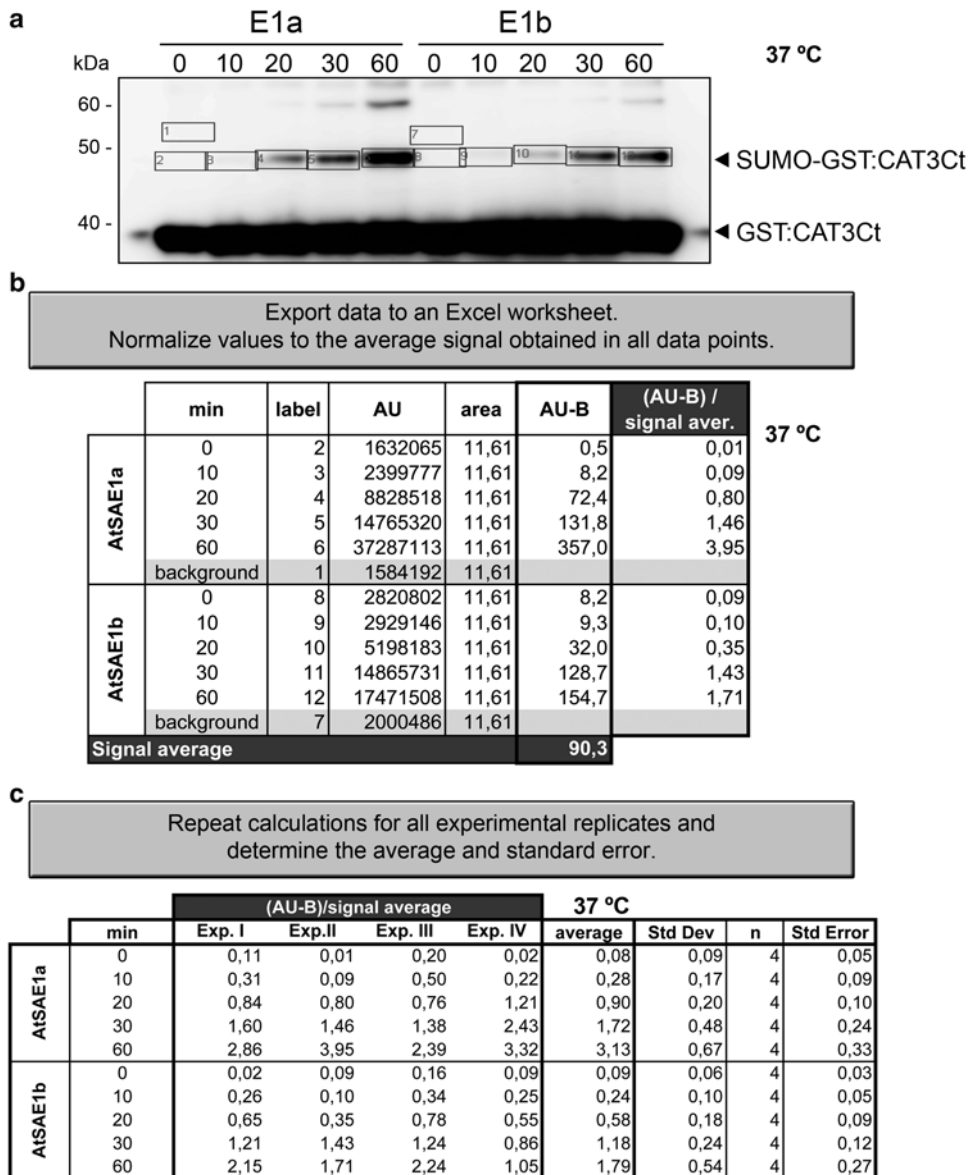 a
E1a E1b
kDa 0 10 20 30 60 0 10 20 30 60 37 ºC
60 -
1 7
50 - 2 3 4 5 8 9 10 ◄ SUMO-GST:CAT3Ct
40 - ◄ GST:CAT3Ct
b
Export data to an Excel worksheet.
Normalize values to the average signal obtained in all data points.
min label AU area AU-B (AU-B) / signal aver. 37 ºC
AtSAE1a
0 2 1632065 11,61 0,5 0,01
10 3 2399777 11,61 8,2 0,09
20 4 8828518 11,61 72,4 0,80
30 5 14765320 11,61 131,8 1,46
60 6 37287113 11,61 357,0 3,95
background 1 1584192 11,61
AtSAE1b
0 8 2820802 11,61 8,2 0,09
10 9 2929146 11,61 9,3 0,10
20 10 5198183 11,61 32,0 0,35
30 11 14865731 11,61 128,7 1,43
60 12 17471508 11,61 154,7 1,71
background 7 2000486 11,61
Signal average 90,3
c
Repeat calculations for all experimental replicates and
determine the average and standard error.
(AU-B)/signal average 37 ºC
min Exp. I Exp.II Exp. III Exp. IV average Std Dev n Std Error
AtSAE1a
0 0,11 0,01 0,20 0,02 0,08 0,09 4 0,05
10 0,31 0,09 0,50 0,22 0,28 0,17 4 0,09
20 0,84 0,80 0,76 1,21 0,90 0,20 4 0,10
30 1,60 1,46 1,38 2,43 1,72 0,48 4 0,24
60 2,86 3,95 2,39 3,32 3,13 0,67 4 0,33
AtSAE1b
0 0,02 0,09 0,16 0,09 0,09 0,06 4 0,03
10 0,26 0,10 0,34 0,25 0,24 0,10 4 0,05
20 0,65 0,35 0,78 0,55 0,58 0,18 4 0,09
30 1,21 1,43 1,24 0,86 1,18 0,24 4 0,12
60 2,15 1,71 2,24 1,05 1,79 0,54 4 0,27